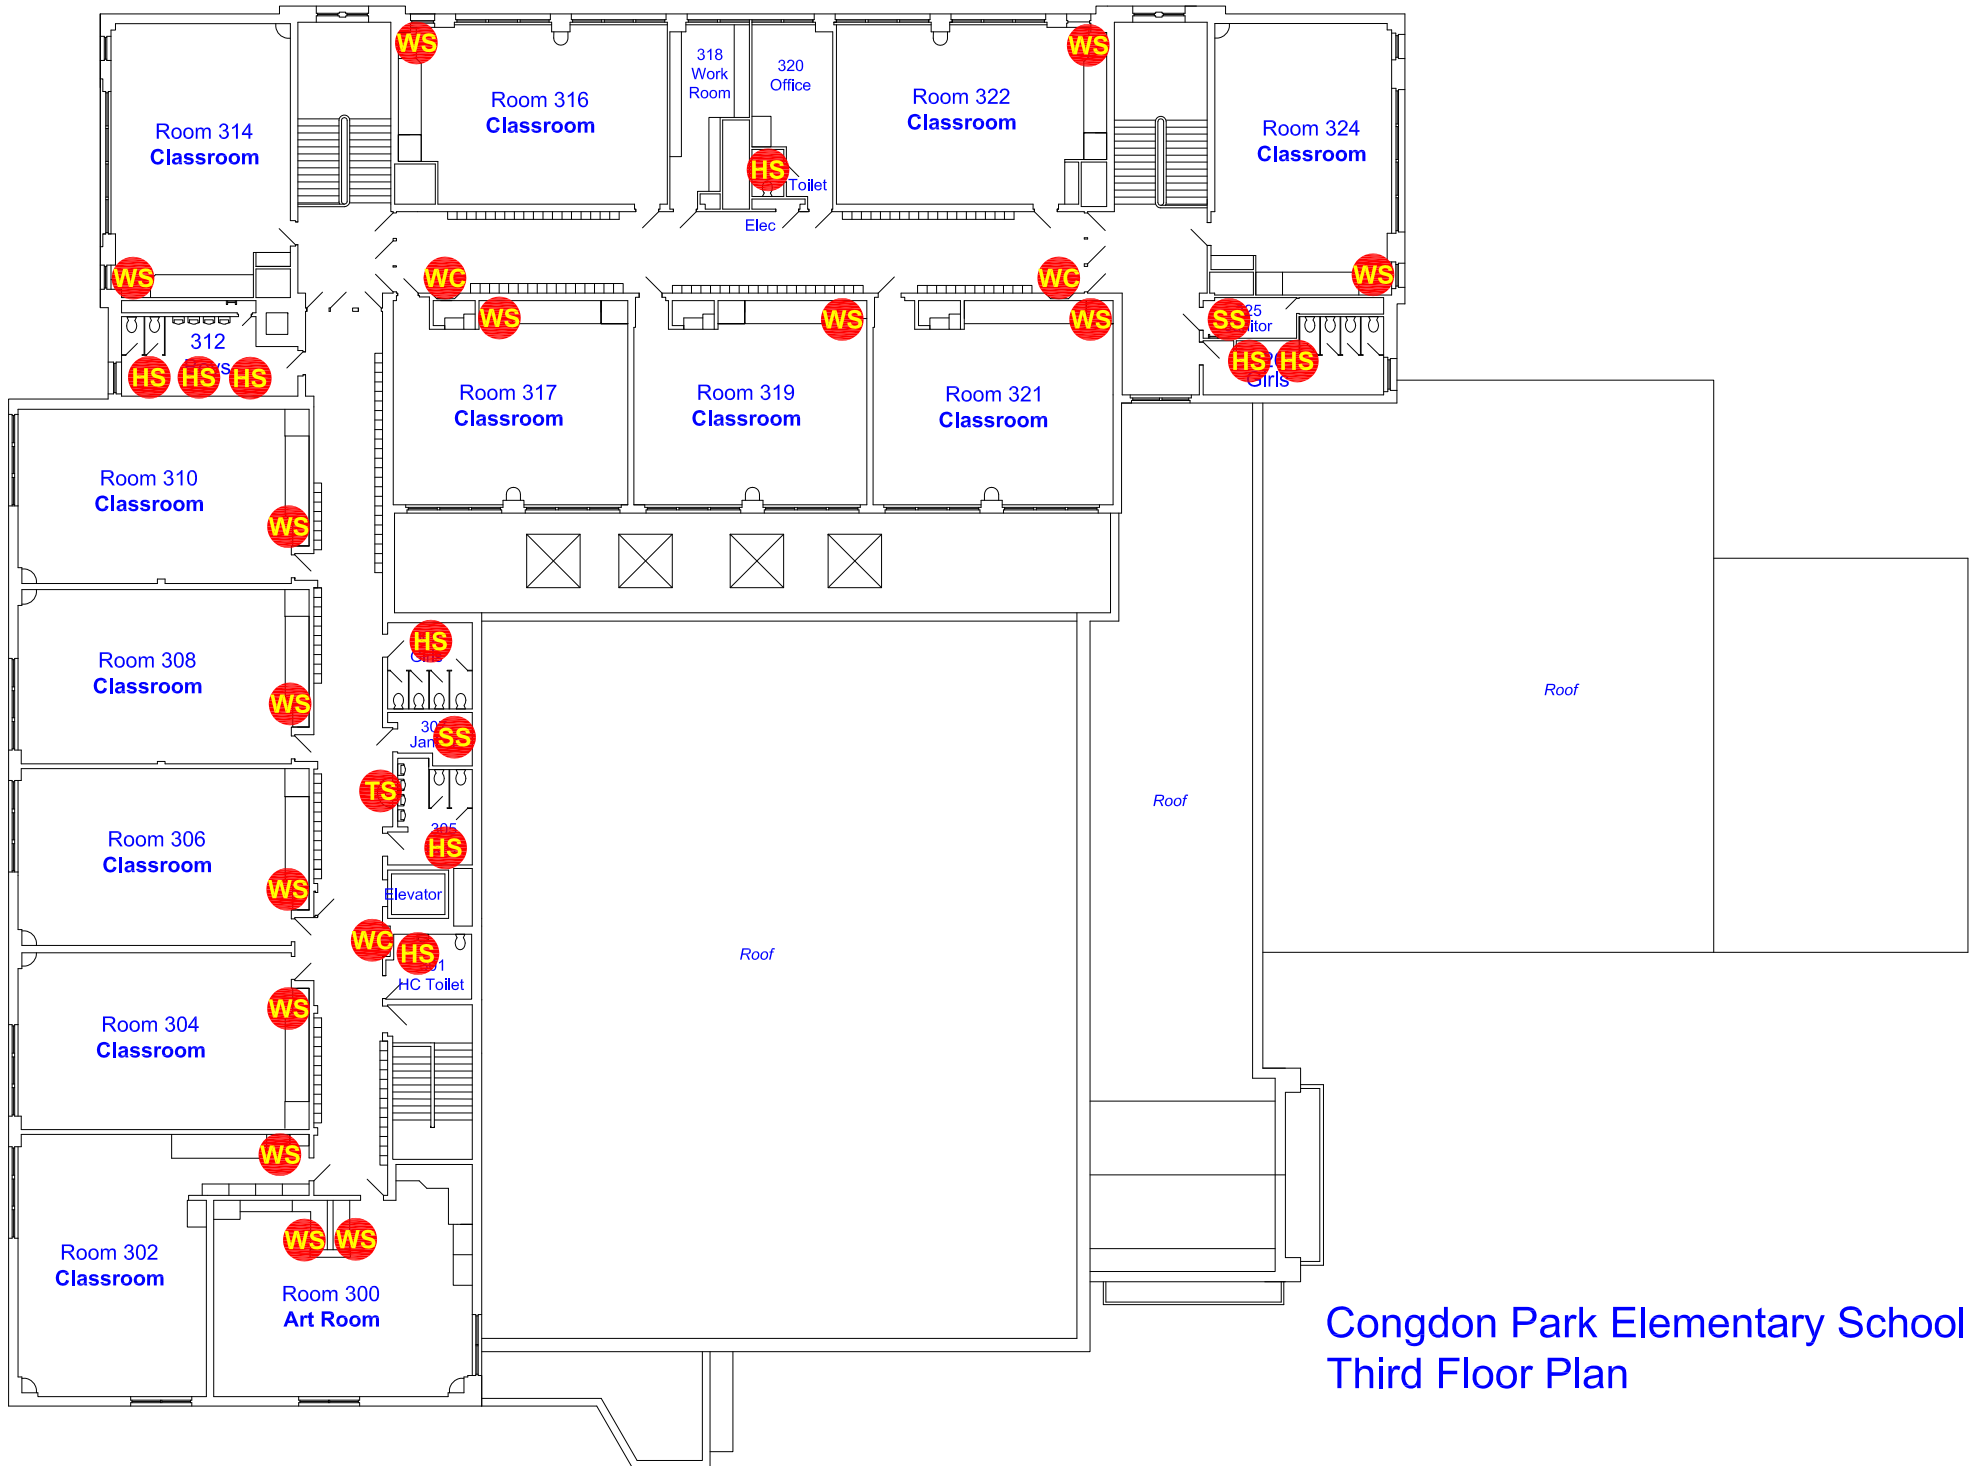 WS
WS
318
Work
Room
320
Office
Room 316
Classroom
Room 322
Classroom
Room 314
Classroom
Room 324
Classroom
HS
Toilet
Elec
WS
WC
WC
WS
WS
WS
WS
SS
312
HS
HS
HS
HS
HS
Girls
Room 317
Classroom
Room 319
Classroom
Room 321
Classroom
Room 310
Classroom
WS
HS
Room 308
Classroom
WS
SS
TS
Room 306
Classroom
305
HS
WS
Elevator
WC
HS
HC Toilet
WS
Room 304
Classroom
WS
WS
WS
Room 302
Classroom
Room 300
Art Room
Roof
Roof
Roof
Congdon Park Elementary School
Third Floor Plan